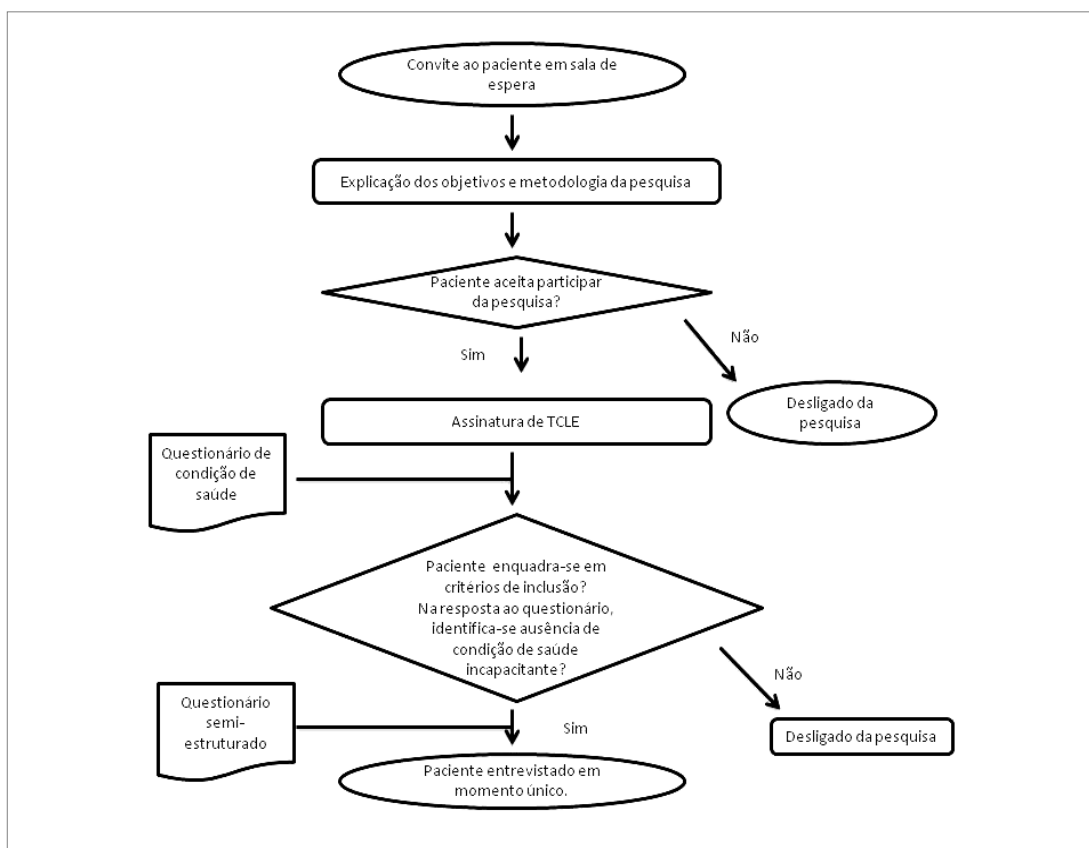 Convite ao paciente em sala de
espera
Explicação dos objetivos e metodologia da pesquisa
Paciente aceita participar
da pesquisa?
Não
Sim
Desligado da
pesquisa
Assinatura de TCLE
Questionário de
condição de
saúde
Paciente enquadra-se em
critérios de inclusão?
Na resposta ao questionário,
identifica-se ausência de
condição de saúde
incapacitante?
Não
Questionário
semi-
estruturado
Sim
Desligado da pesquisa
Paciente entrevistado em
momento único.